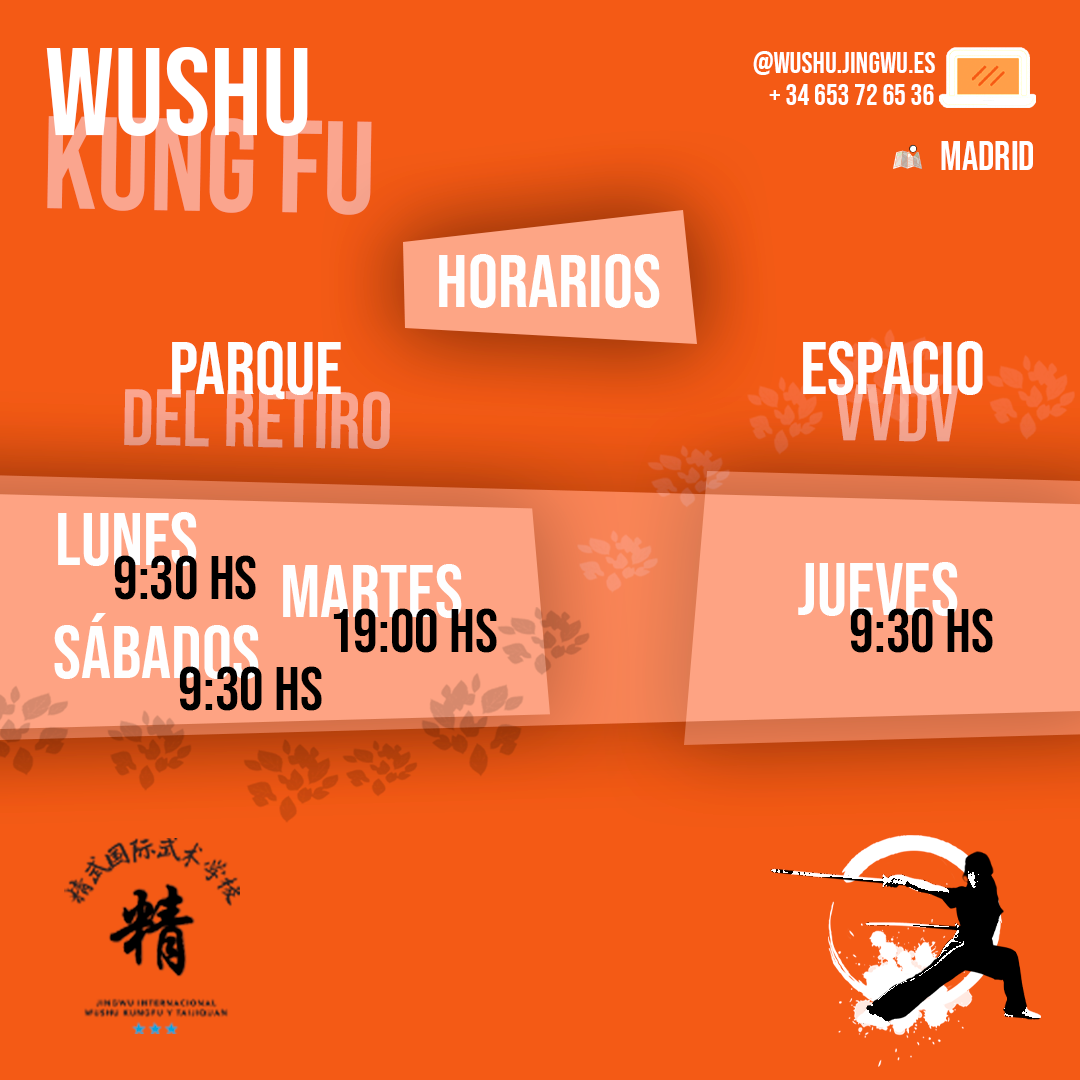 WUSHU
KUNG FU
@WUSHU.JINGWU.ES
+ 34 653 72 65 36
MADRID
HORARIOS
PARQUE
DEL RETIRO
ESPACIO
VVDV
LUNES
9:30 HS
MARTES
19:00 HS
SÁBADOS
9:30 HS
JUEVES
9:30 HS
精武国际武术学校
精
JINGWU INTERNACIONAL
WUSHU KUNGFU Y TAIJIQUAN